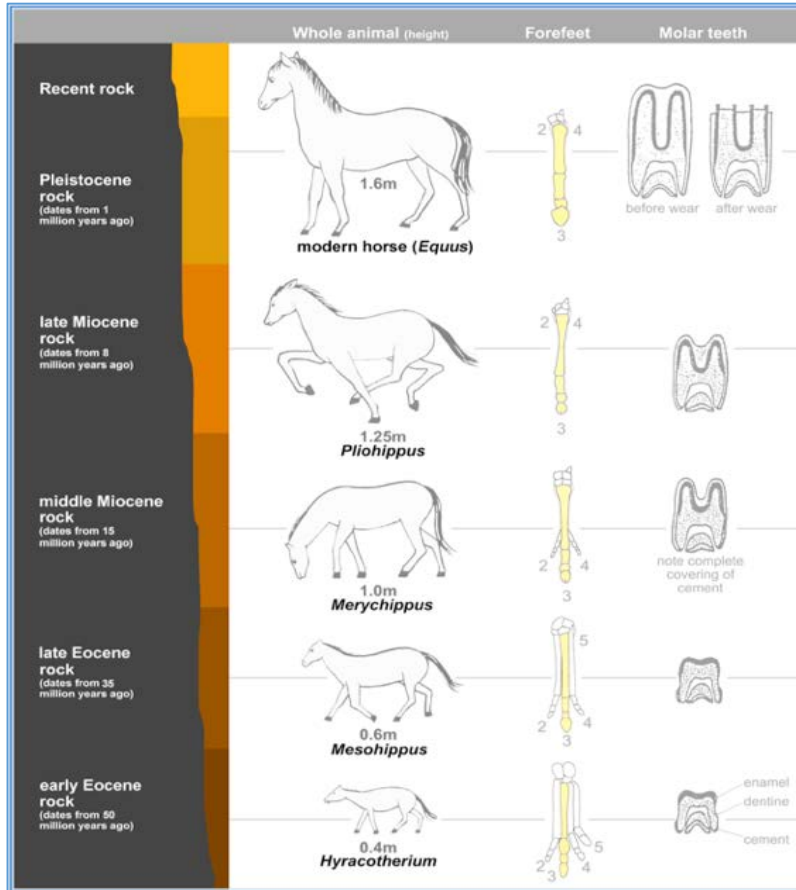 Whole animal (height) Forefeet Molar teeth
Recent rock
2 4
1.6m
Pleistocene
rock
(dates from 1
million years ago)
before wear after wear
3
modern horse (Equus)
late Miocene
rock
(dates from 8
million years ago)
2 4
3
1.25m
Pliohippus
middle Miocene
rock
(dates from 15
million years ago)
2 4
3
note complete
covering of
cement
1.0m
Merychippus
late Eocene
rock
(dates from 35
million years ago)
5
2 4
3
0.6m
Mesohippus
early Eocene
rock
(dates from 50
million years ago)
enamel
dentine
cement
5
2 4
3
0.4m
Hyracotherium